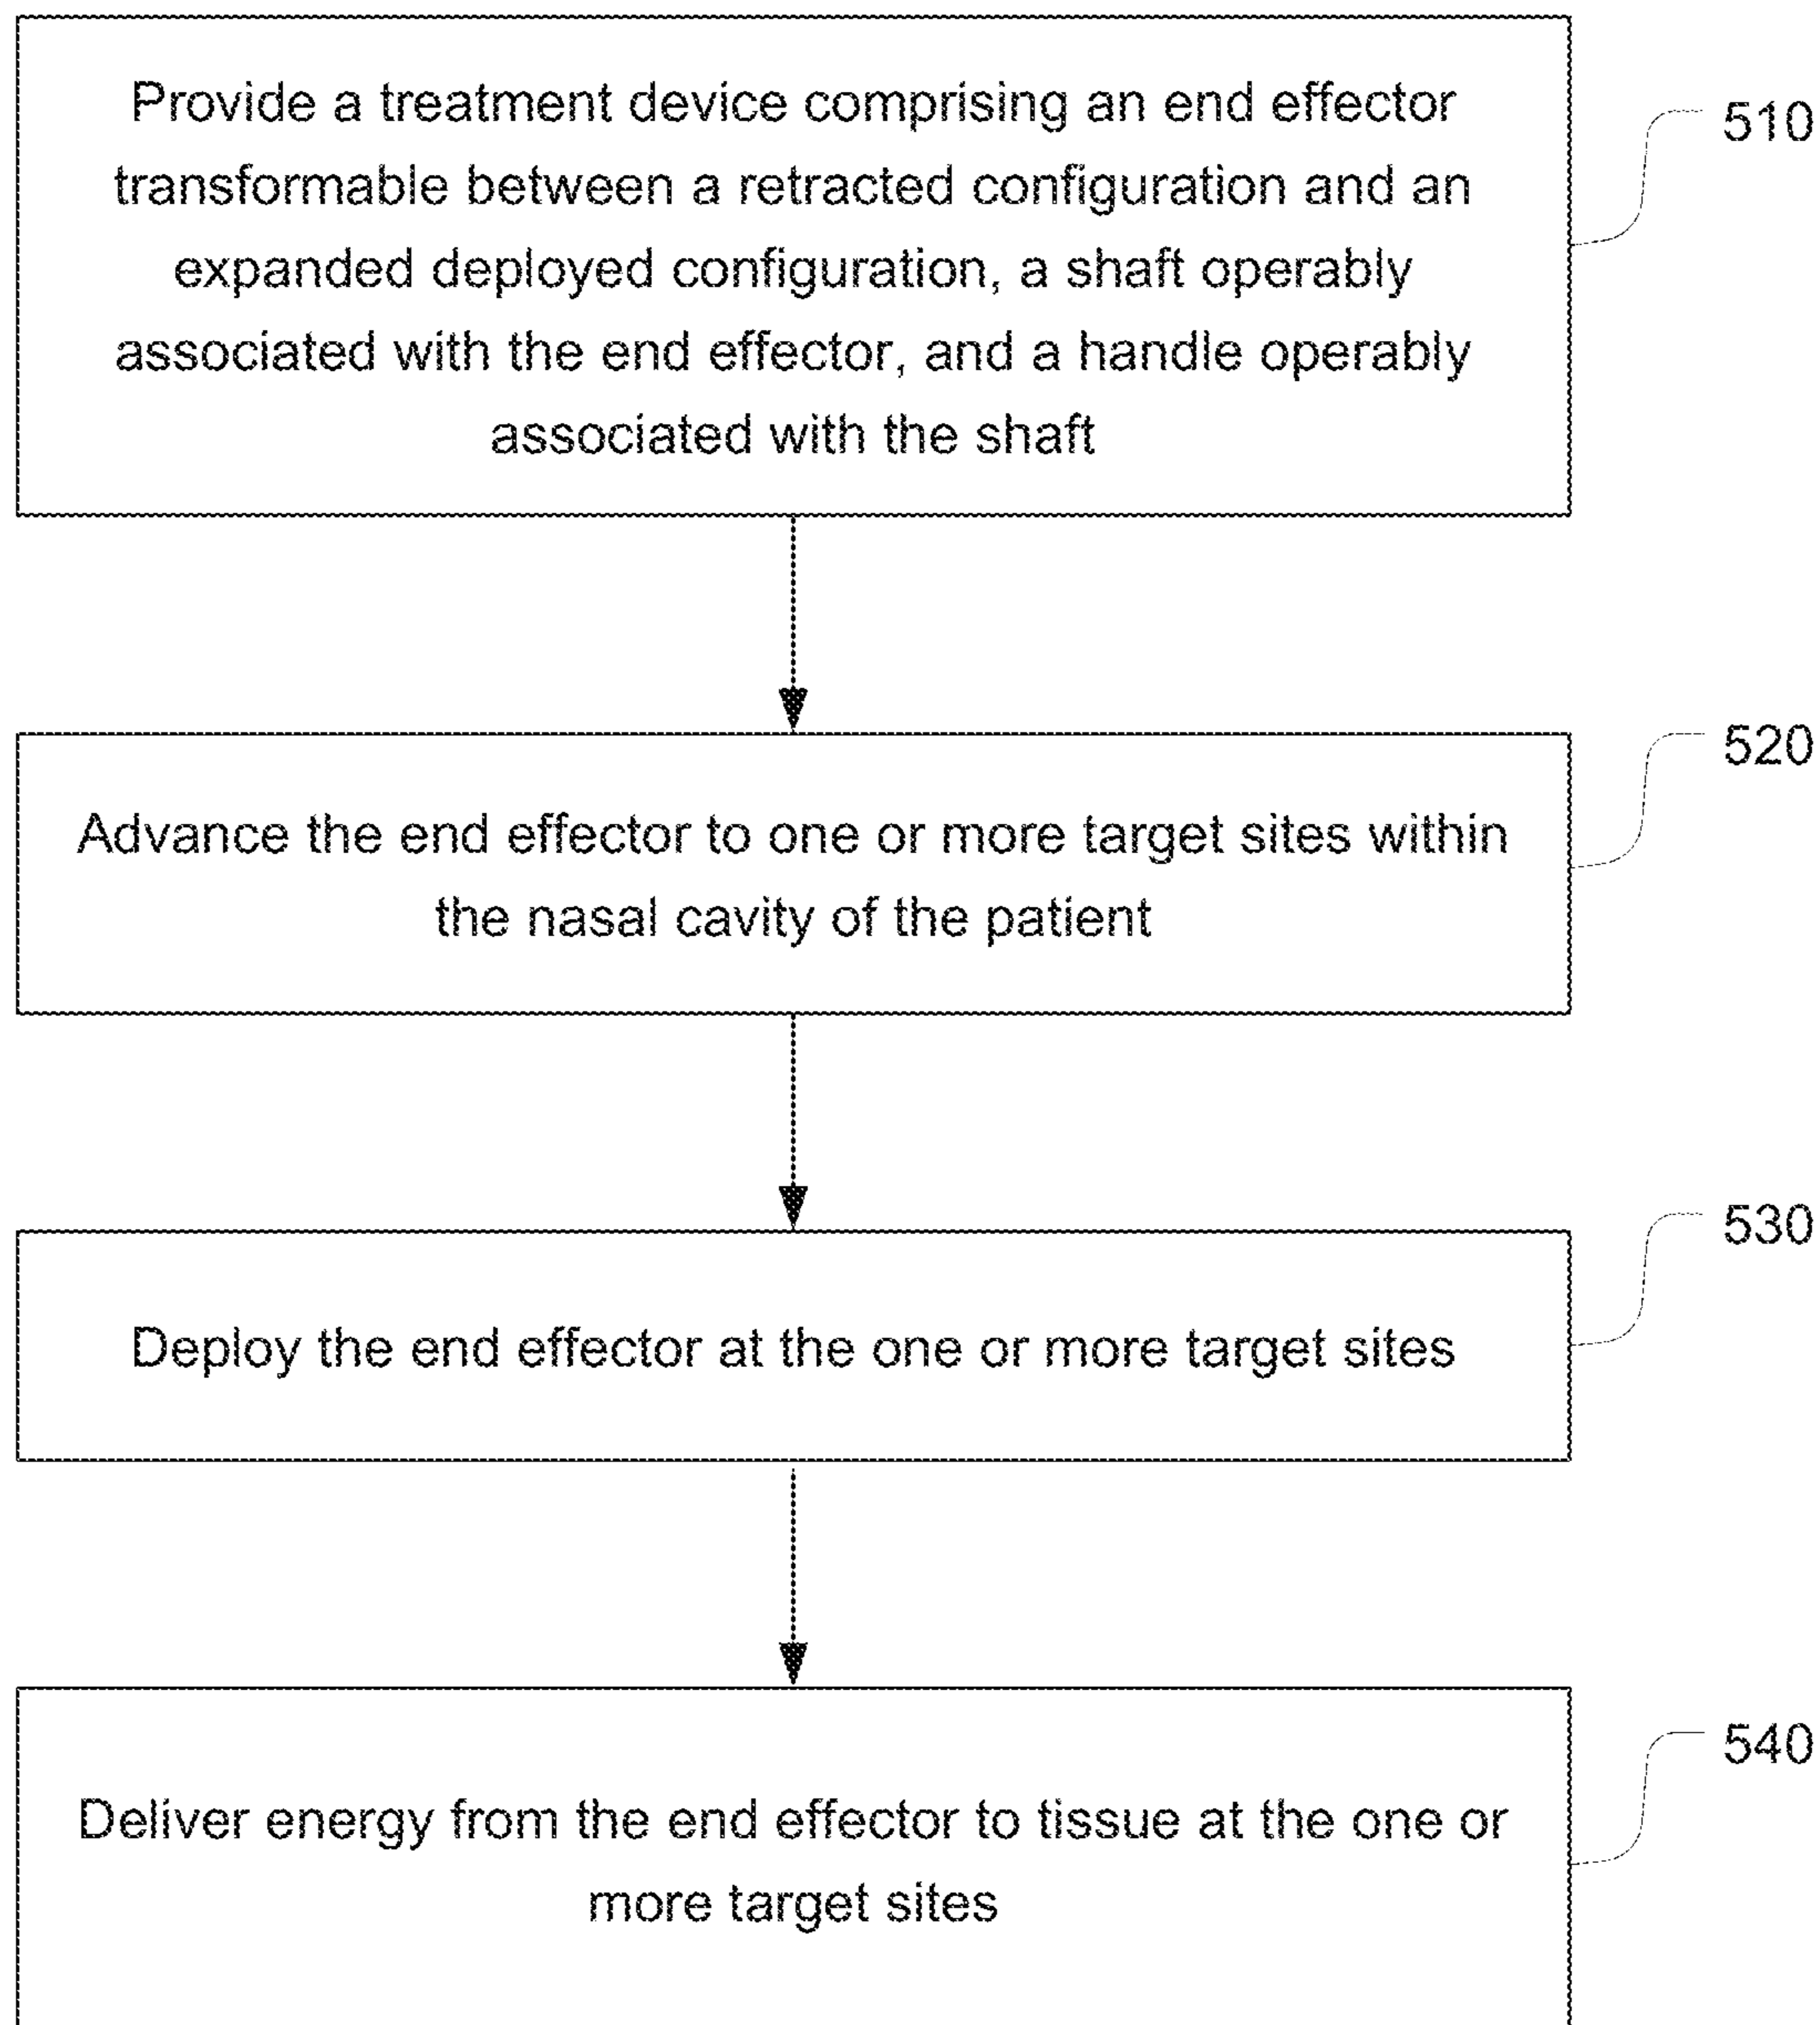 Provide a treatment device comprising an end effector
transformable between a retracted configuration and an
expanded deployed configuration, a shaft operably
associated with the end effector, and a handle operably
associated with the shaft
510
Advance the end effector to one or more target sites within
the nasal cavity of the patient
520
Deploy the end effector at the one or more target sites
530
Deliver energy from the end effector to tissue at the one or
more target sites
540